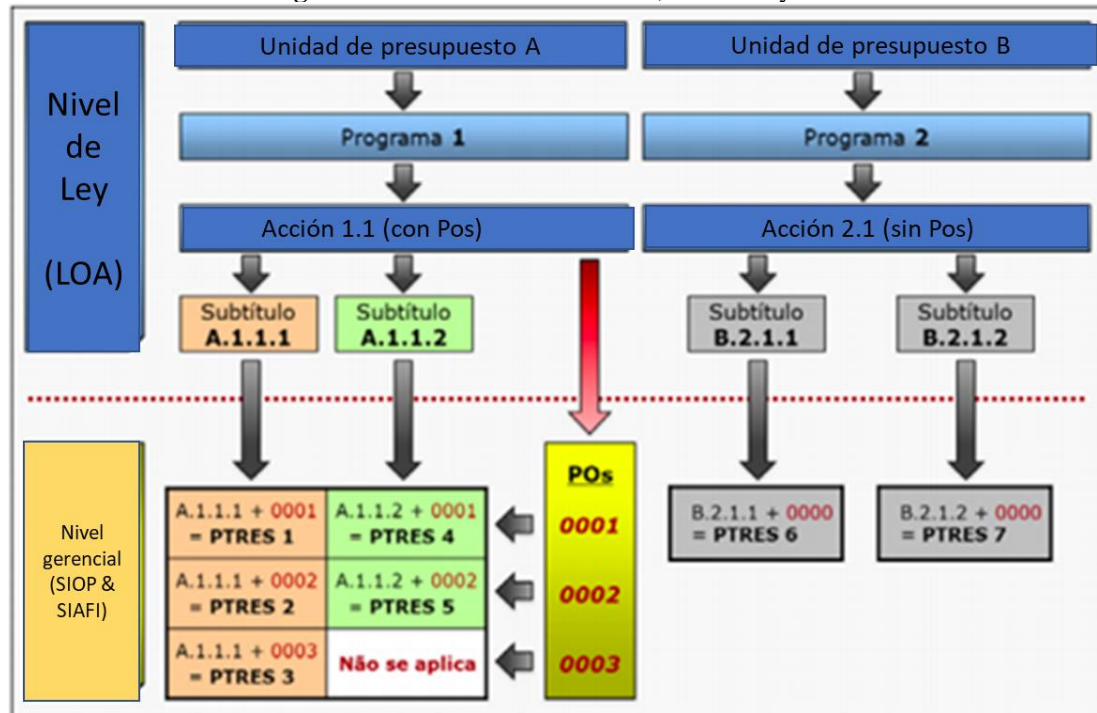 Unidad de presupuesto A
Unidad de presupuesto B
Nivel
de
Ley
(LOA)
Programa 1
Programa 2
Acción 1.1 (con Pos)
Acción 2.1 (sin Pos)
Subtítulo
A.1.1.1
Subtítulo
A.1.1.2
Subtítulo
B.2.1.1
Subtítulo
B.2.1.2
Nivel
gerencial
(SIOP &
SIAFI)
A.1.1.1 + 0001
= PTRES 1
A.1.1.2 + 0001
= PTRES 4
A.1.1.1 + 0002
= PTRES 2
A.1.1.2 + 0002
= PTRES 5
A.1.1.1 + 0003
= PTRES 3
Não se aplica
POs
0001
0002
0003
B.2.1.1 + 0000
= PTRES 6
B.2.1.2 + 0000
= PTRES 7